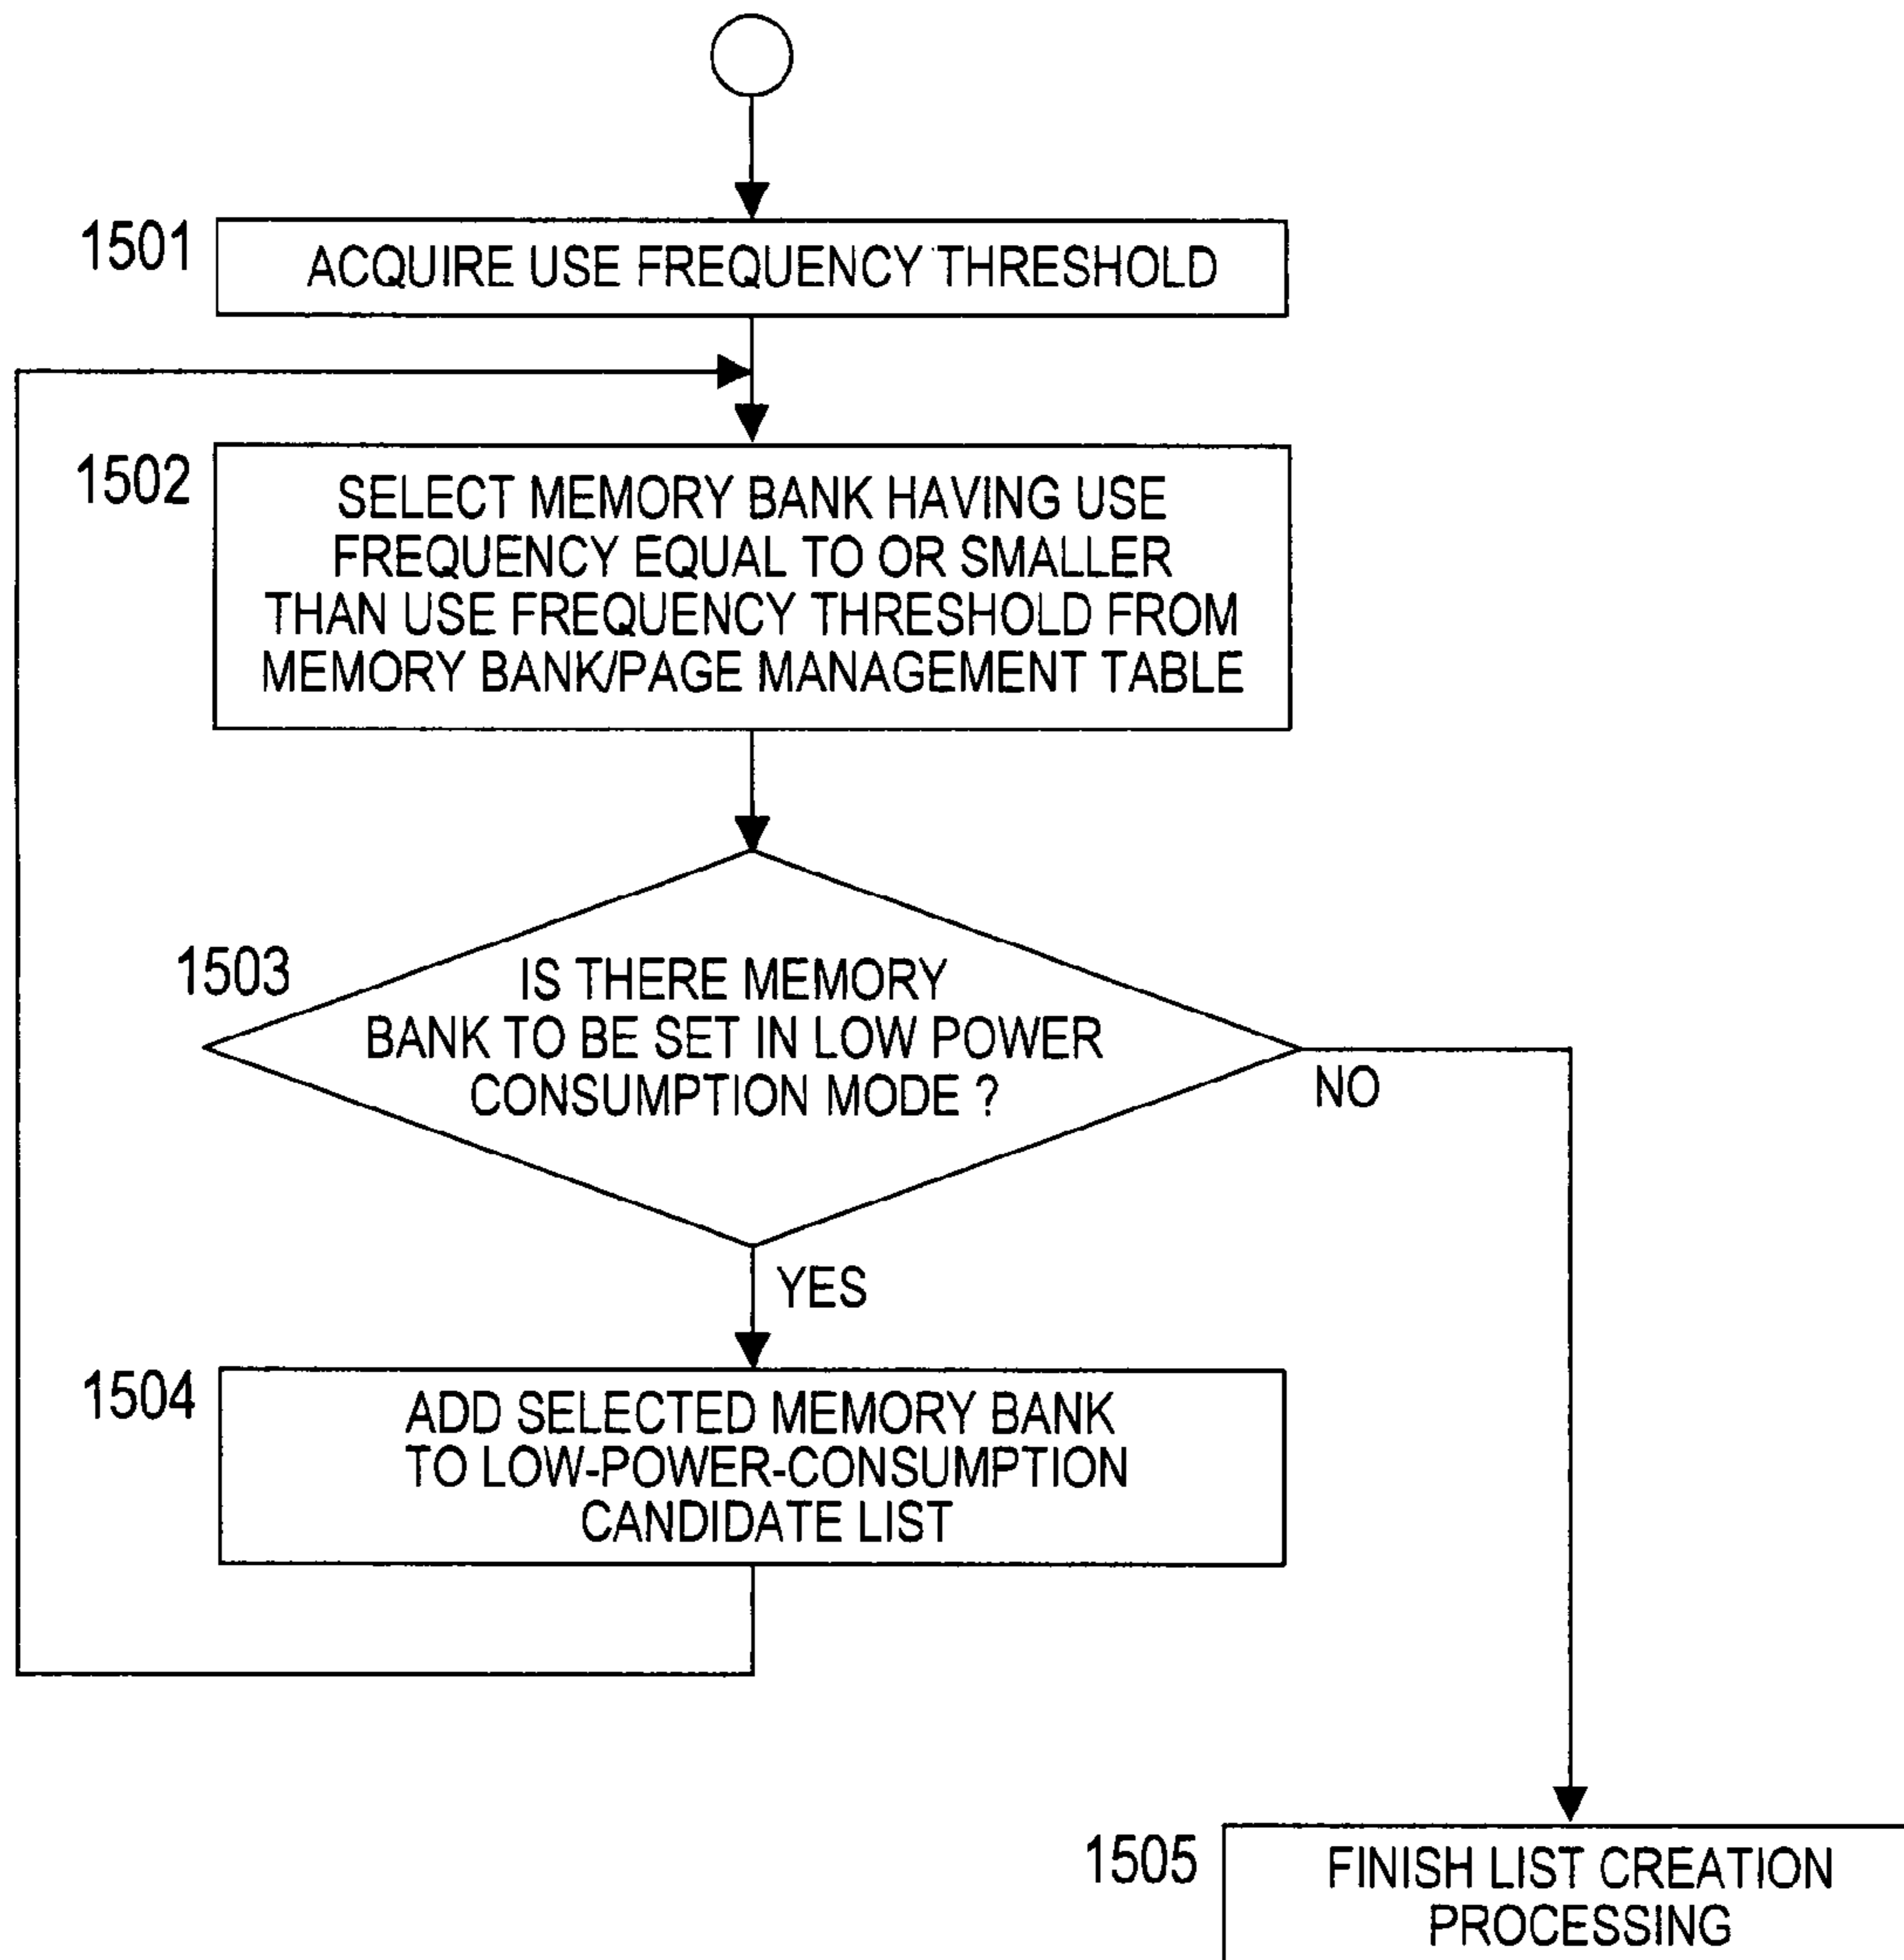 1501
ACQUIRE USE FREQUENCY THRESHOLD
1502
SELECT MEMORY BANK HAVING USE
FREQUENCY EQUAL TO OR SMALLER
THAN USE FREQUENCY THRESHOLD FROM
MEMORY BANK/PAGE MANAGEMENT TABLE
1503
IS THERE MEMORY
BANK TO BE SET IN LOW POWER
CONSUMPTION MODE ?
NO
YES
1504
ADD SELECTED MEMORY BANK
TO LOW-POWER-CONSUMPTION
CANDIDATE LIST
1505
FINISH LIST CREATION
PROCESSING